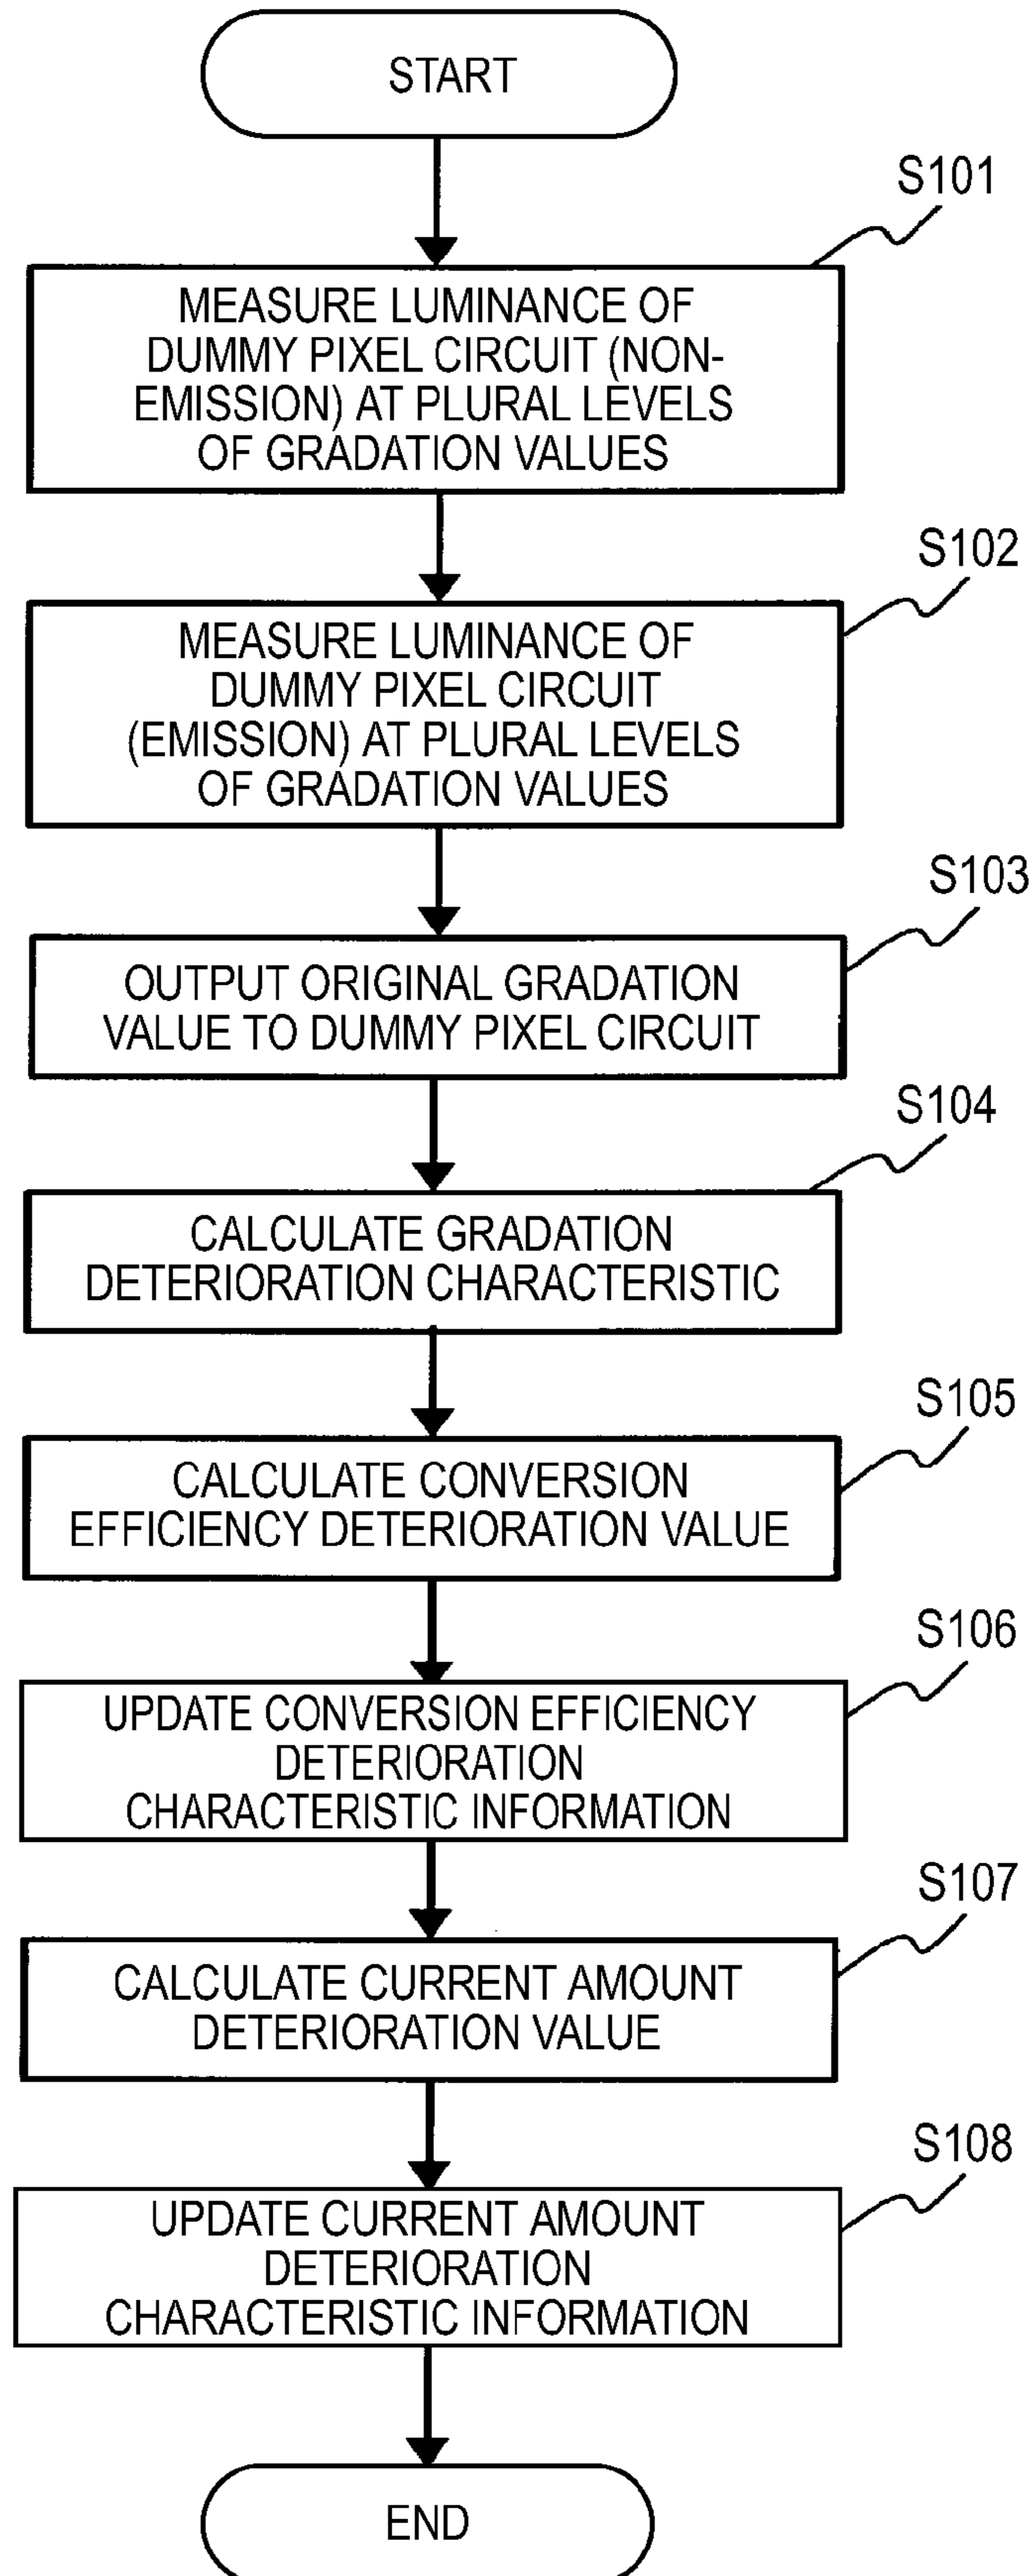 START
S101
MEASURE LUMINANCE OF
DUMMY PIXEL CIRCUIT (NON-
EMISSION) AT PLURAL LEVELS
OF GRADATION VALUES
S102
MEASURE LUMINANCE OF
DUMMY PIXEL CIRCUIT
(EMISSION) AT PLURAL LEVELS
OF GRADATION VALUES
S103
OUTPUT ORIGINAL GRADATION
VALUE TO DUMMY PIXEL CIRCUIT
S104
CALCULATE GRADATION
DETERIORATION CHARACTERISTIC
S105
CALCULATE CONVERSION
EFFICIENCY DETERIORATION VALUE
S106
UPDATE CONVERSION EFFICIENCY
DETERIORATION
CHARACTERISTIC INFORMATION
S107
CALCULATE CURRENT AMOUNT
DETERIORATION VALUE
S108
UPDATE CURRENT AMOUNT
DETERIORATION
CHARACTERISTIC INFORMATION
END